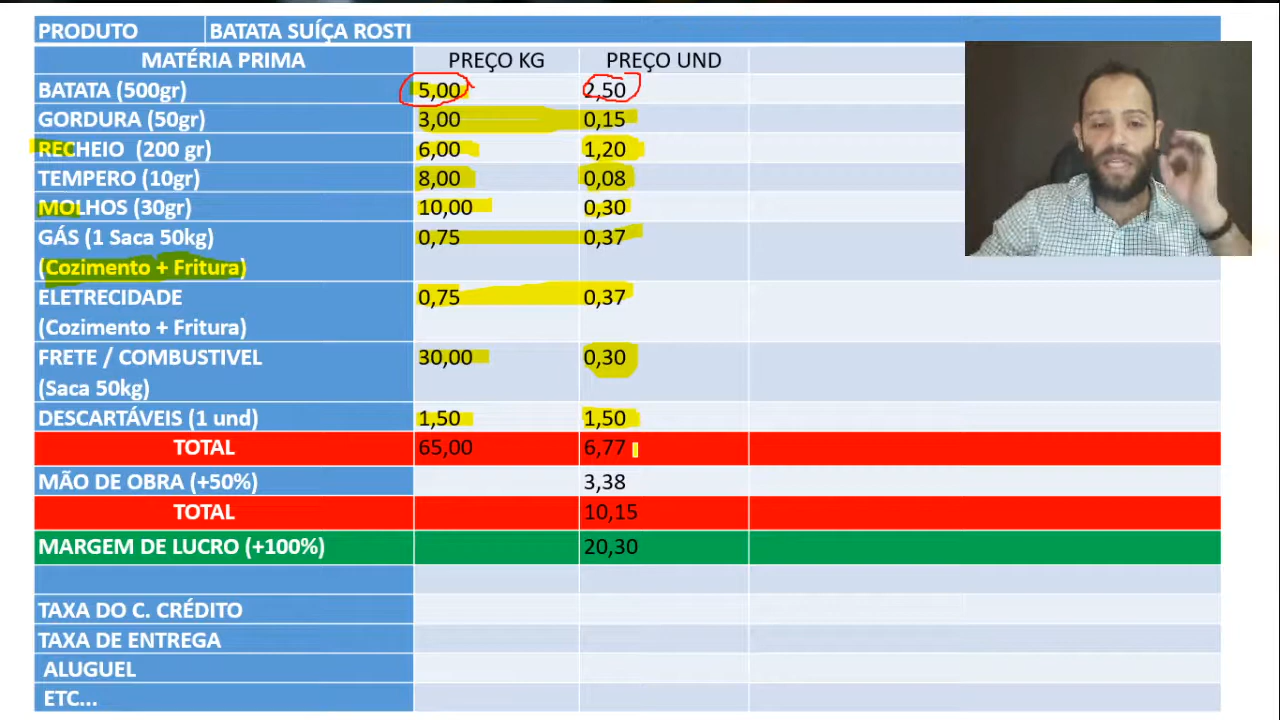 PRODUTO BATATA SUÍÇA ROSTI
MATÉRIA PRIMA PREÇO KG PREÇO UND
BATATA (500gr) 5,00 2,50
GORDURA (50gr) 3,00 0,15
RECHEIO (200 gr) 6,00 1,20
TEMPERO (10gr) 8,00 0,08
MOLHOS (30gr) 10,00 0,30
GÁS (1 Saca 50kg) 0,75 0,37
(Cozimento + Fritura)
ELETRECIDADE 0,75 0,37
(Cozimento + Fritura)
FRETE / COMBUSTIVEL 30,00 0,30
(Saca 50kg)
DESCARTÁVEIS (1 und) 1,50 1,50
TOTAL 65,00 6,77
MÃO DE OBRA (+50%) 3,38
TOTAL 10,15
MARGEM DE LUCRO (+100%) 20,30
TAXA DO C. CRÉDITO
TAXA DE ENTREGA
ALUGUEL
ETC...